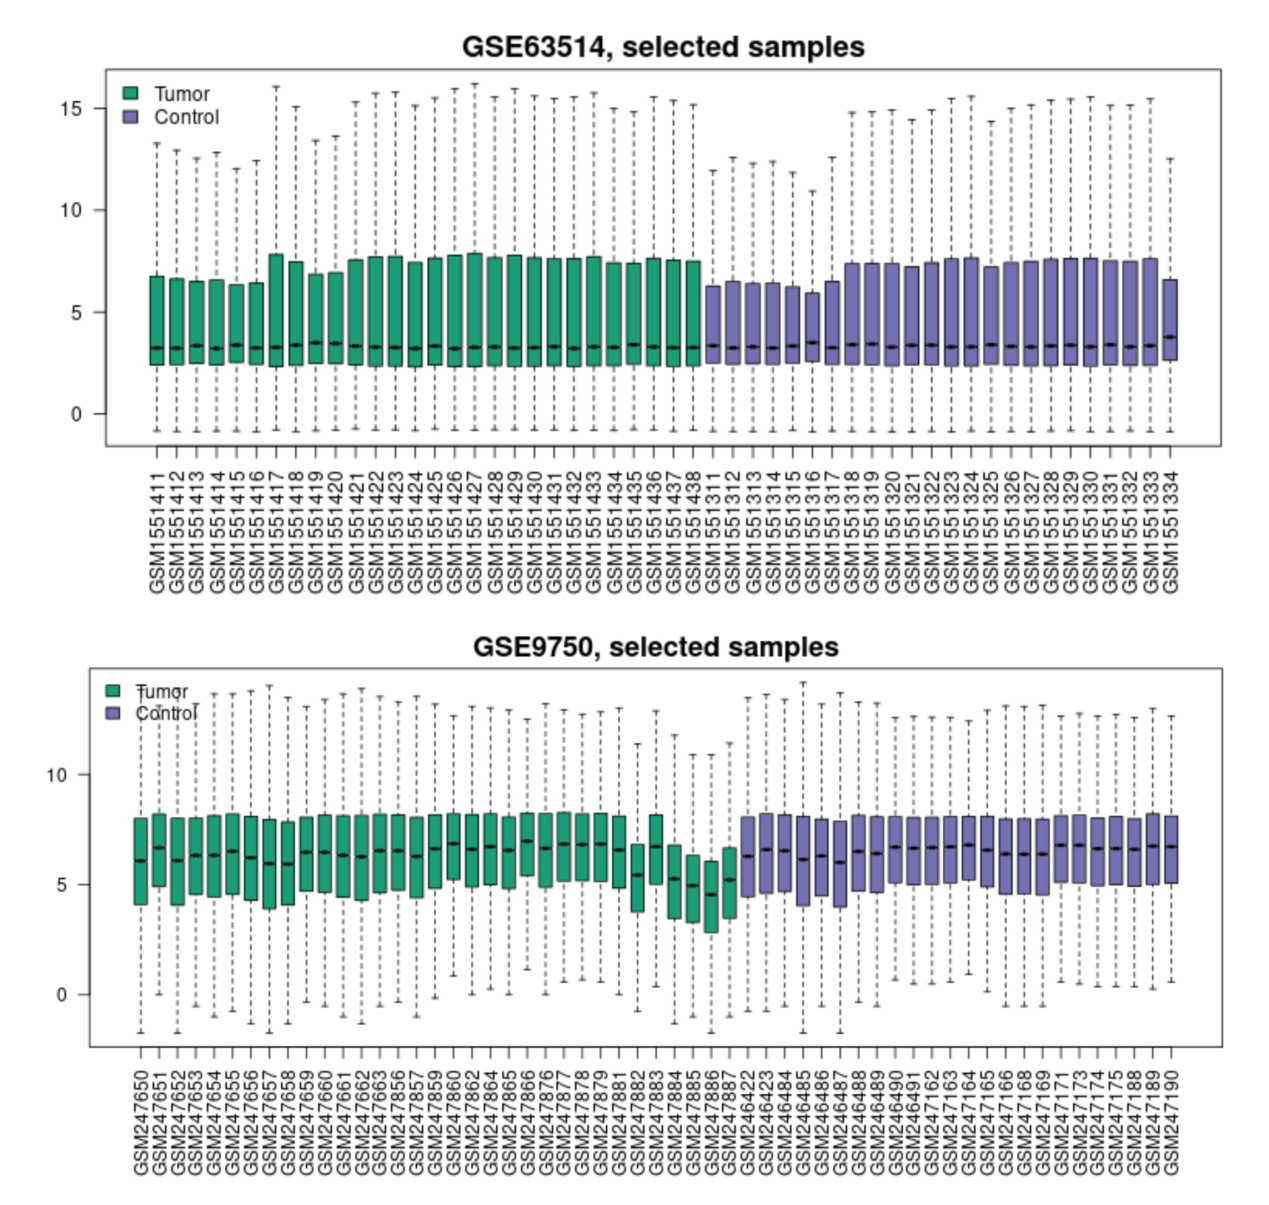 GSE63514, selected samples
Tumor
Control
15
10
5
0
GSM1551411
GSM1551412
GSM1551413
GSM1551414
GSM1551415
GSM1551416
GSM1551417
GSM1551418
GSM1551419
GSM1551420
GSM1551421
GSM1551422
GSM1551423
GSM1551424
GSM1551425
GSM1551426
GSM1551427
GSM1551428
GSM1551429
GSM1551430
GSM1551431
GSM1551432
GSM1551433
GSM1551434
GSM1551435
GSM1551436
GSM1551437
GSM1551438
GSM1551311
GSM1551312
GSM1551313
GSM1551314
GSM1551315
GSM1551316
GSM1551317
GSM1551318
GSM1551319
GSM1551320
GSM1551321
GSM1551322
GSM1551323
GSM1551324
GSM1551325
GSM1551326
GSM1551327
GSM1551328
GSM1551329
GSM1551330
GSM1551331
GSM1551332
GSM1551333
GSM1551334
GSE9750, selected samples
Tumor
Control
10
5
0
GSM247650
GSM247651
GSM247652
GSM247653
GSM247654
GSM247655
GSM247656
GSM247657
GSM247658
GSM247659
GSM247660
GSM247661
GSM247662
GSM247663
GSM247856
GSM247857
GSM247859
GSM247860
GSM247862
GSM247864
GSM247865
GSM247866
GSM247876
GSM247877
GSM247878
GSM247879
GSM247881
GSM247882
GSM247883
GSM247884
GSM247885
GSM247886
GSM247887
GSM246422
GSM246423
GSM246484
GSM246485
GSM246486
GSM246487
GSM246488
GSM246489
GSM246490
GSM246491
GSM247162
GSM247163
GSM247164
GSM247165
GSM247166
GSM247168
GSM247169
GSM247171
GSM247173
GSM247174
GSM247175
GSM247188
GSM247189
GSM247190